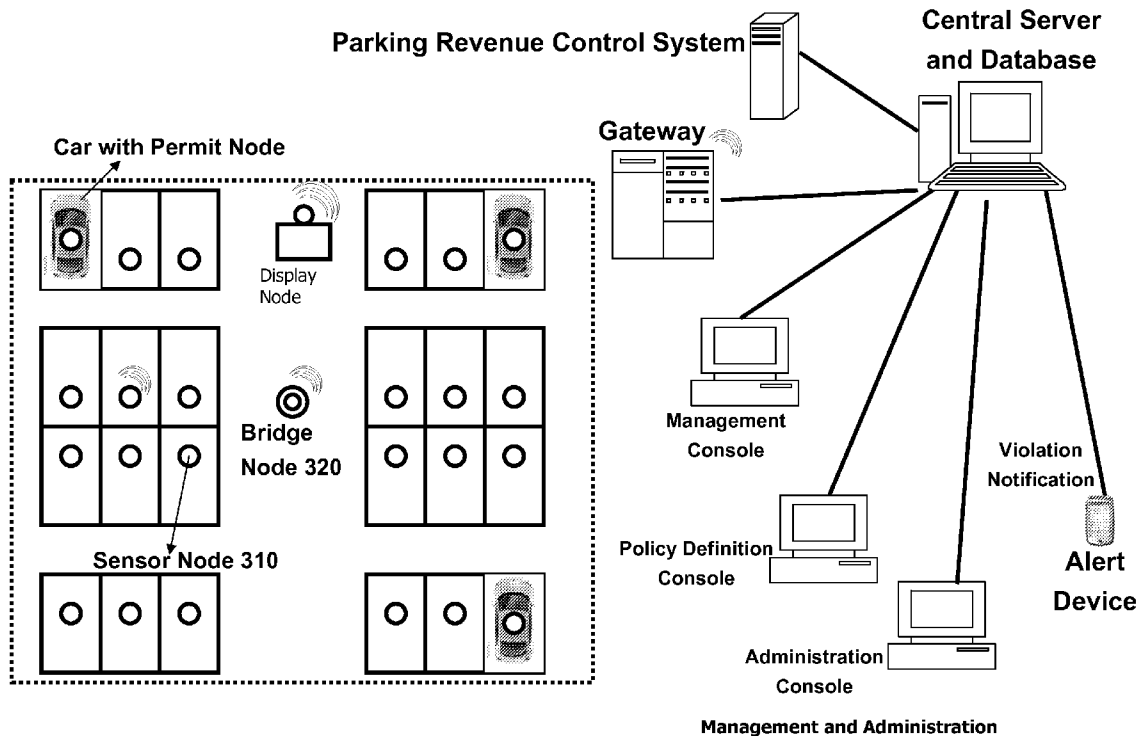 Parking Revenue Control System
Central Server
and Database
Gateway
Car with Permit Node
Display
Node
Bridge
Node 320
Sensor Node 310
Management
Console
Violation
Notification
Policy Definition
Console
Alert
Device
Administration
Console
Management and Administration